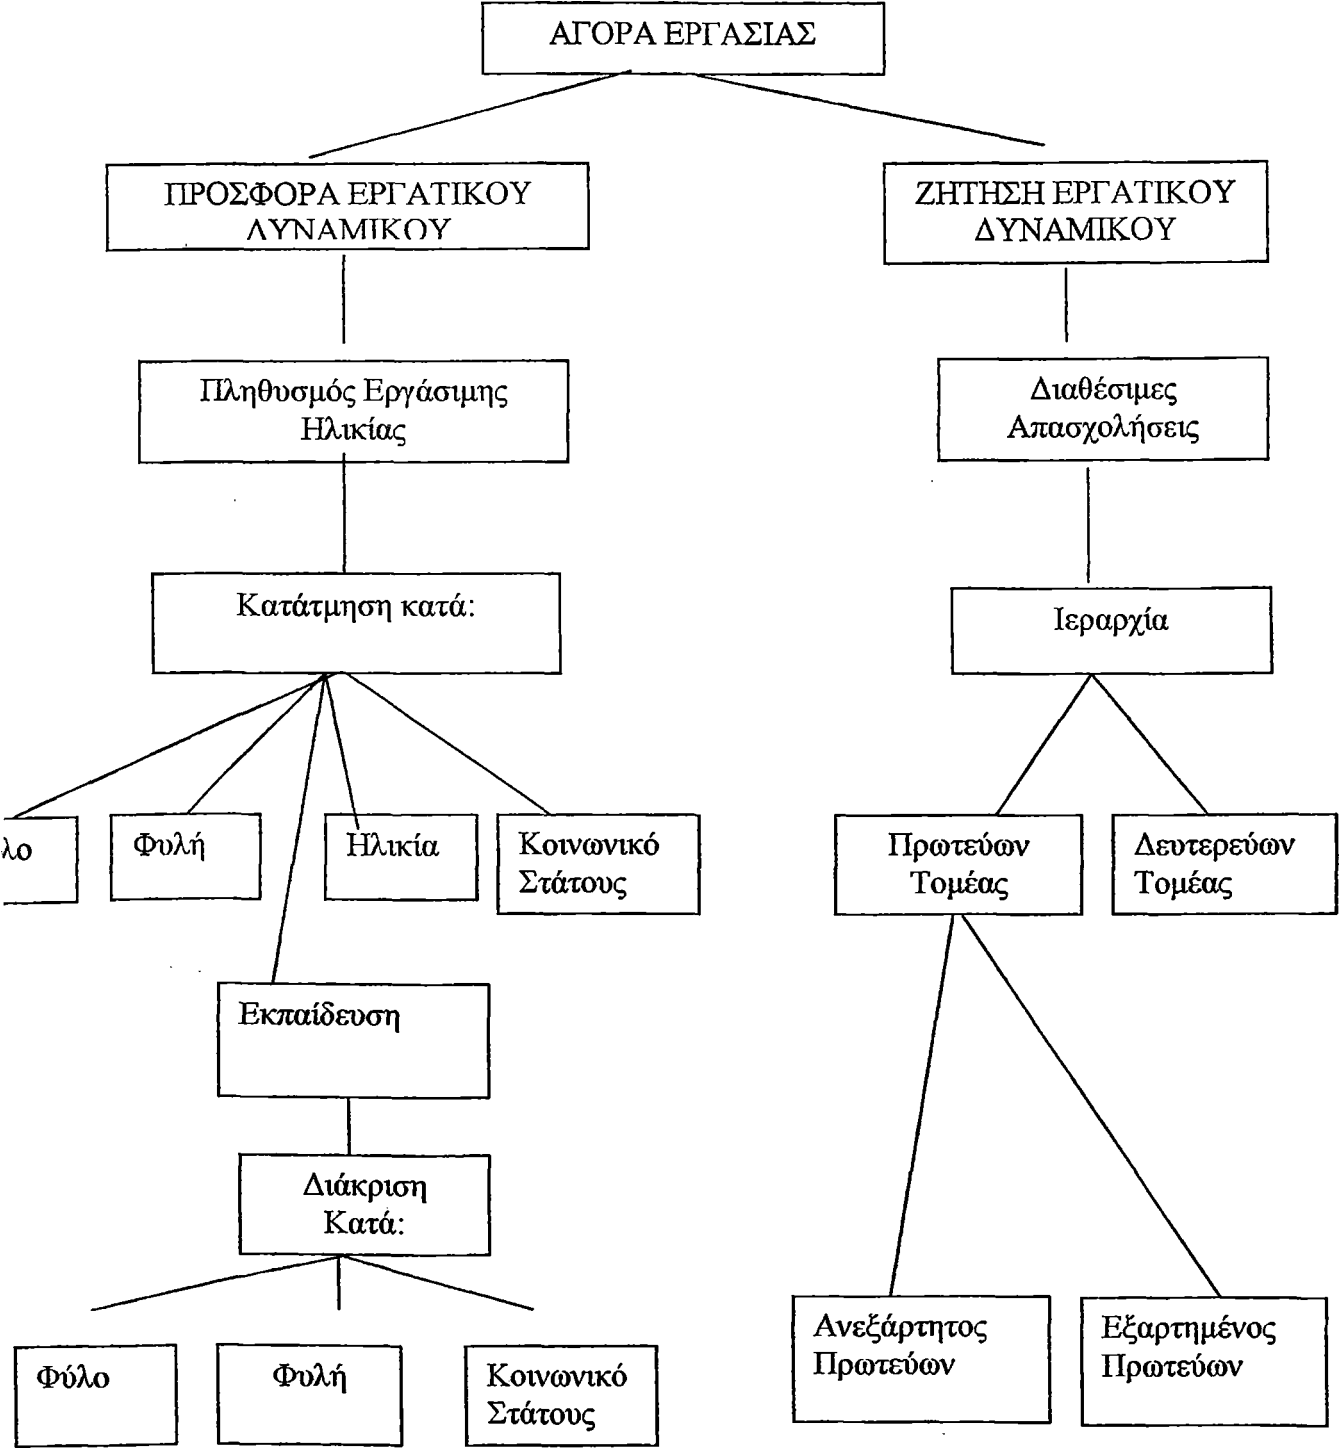 ΑΓΟΡΑ ΕΡΓΑΣΙΑΣ
ΠΡΟΣΦΟΡΑ ΕΡΓΑΤΙΚΟΥ
ΔΥΝΑΜΙΚΟΥ
ΖΗΤΗΣΗ ΕΡΓΑΤΙΚΟΥ
ΔΥΝΑΜΙΚΟΥ
Πληθυσμός Εργάσιμης
Ηλικίας
Διαθέσιμες
Απασχολήσεις
Κατάτμηση κατά:
Ιεραρχία
λο
Φυλή
Ηλικία
Κοινωνικό
Στάτους
Πρωτεύων
Τομέας
Δευτερεύων
Τομέας
Εκπαίδευση
Διάκριση
Κατά:
Φύλο
Φυλή
Κοινωνικό
Στάτους
Ανεξάρτητος
Πρωτεύων
Εξαρτημένος
Πρωτεύων